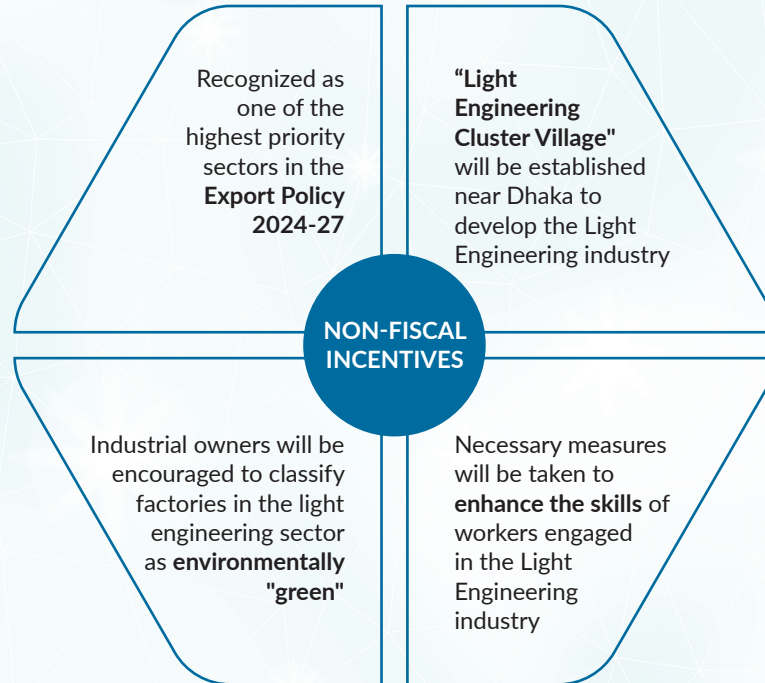 Recognized as
one of the
highest priority
sectors in the
Export Policy
2024-27
“Light
Engineering
Cluster Village"
will be established
near Dhaka to
develop the Light
Engineering industry
NON-FISCAL
INCENTIVES
Industrial owners will be
encouraged to classify
factories in the light
engineering sector
as environmentally
"green"
Necessary measures
will be taken to
enhance the skills of
workers engaged
in the Light
Engineering
industry